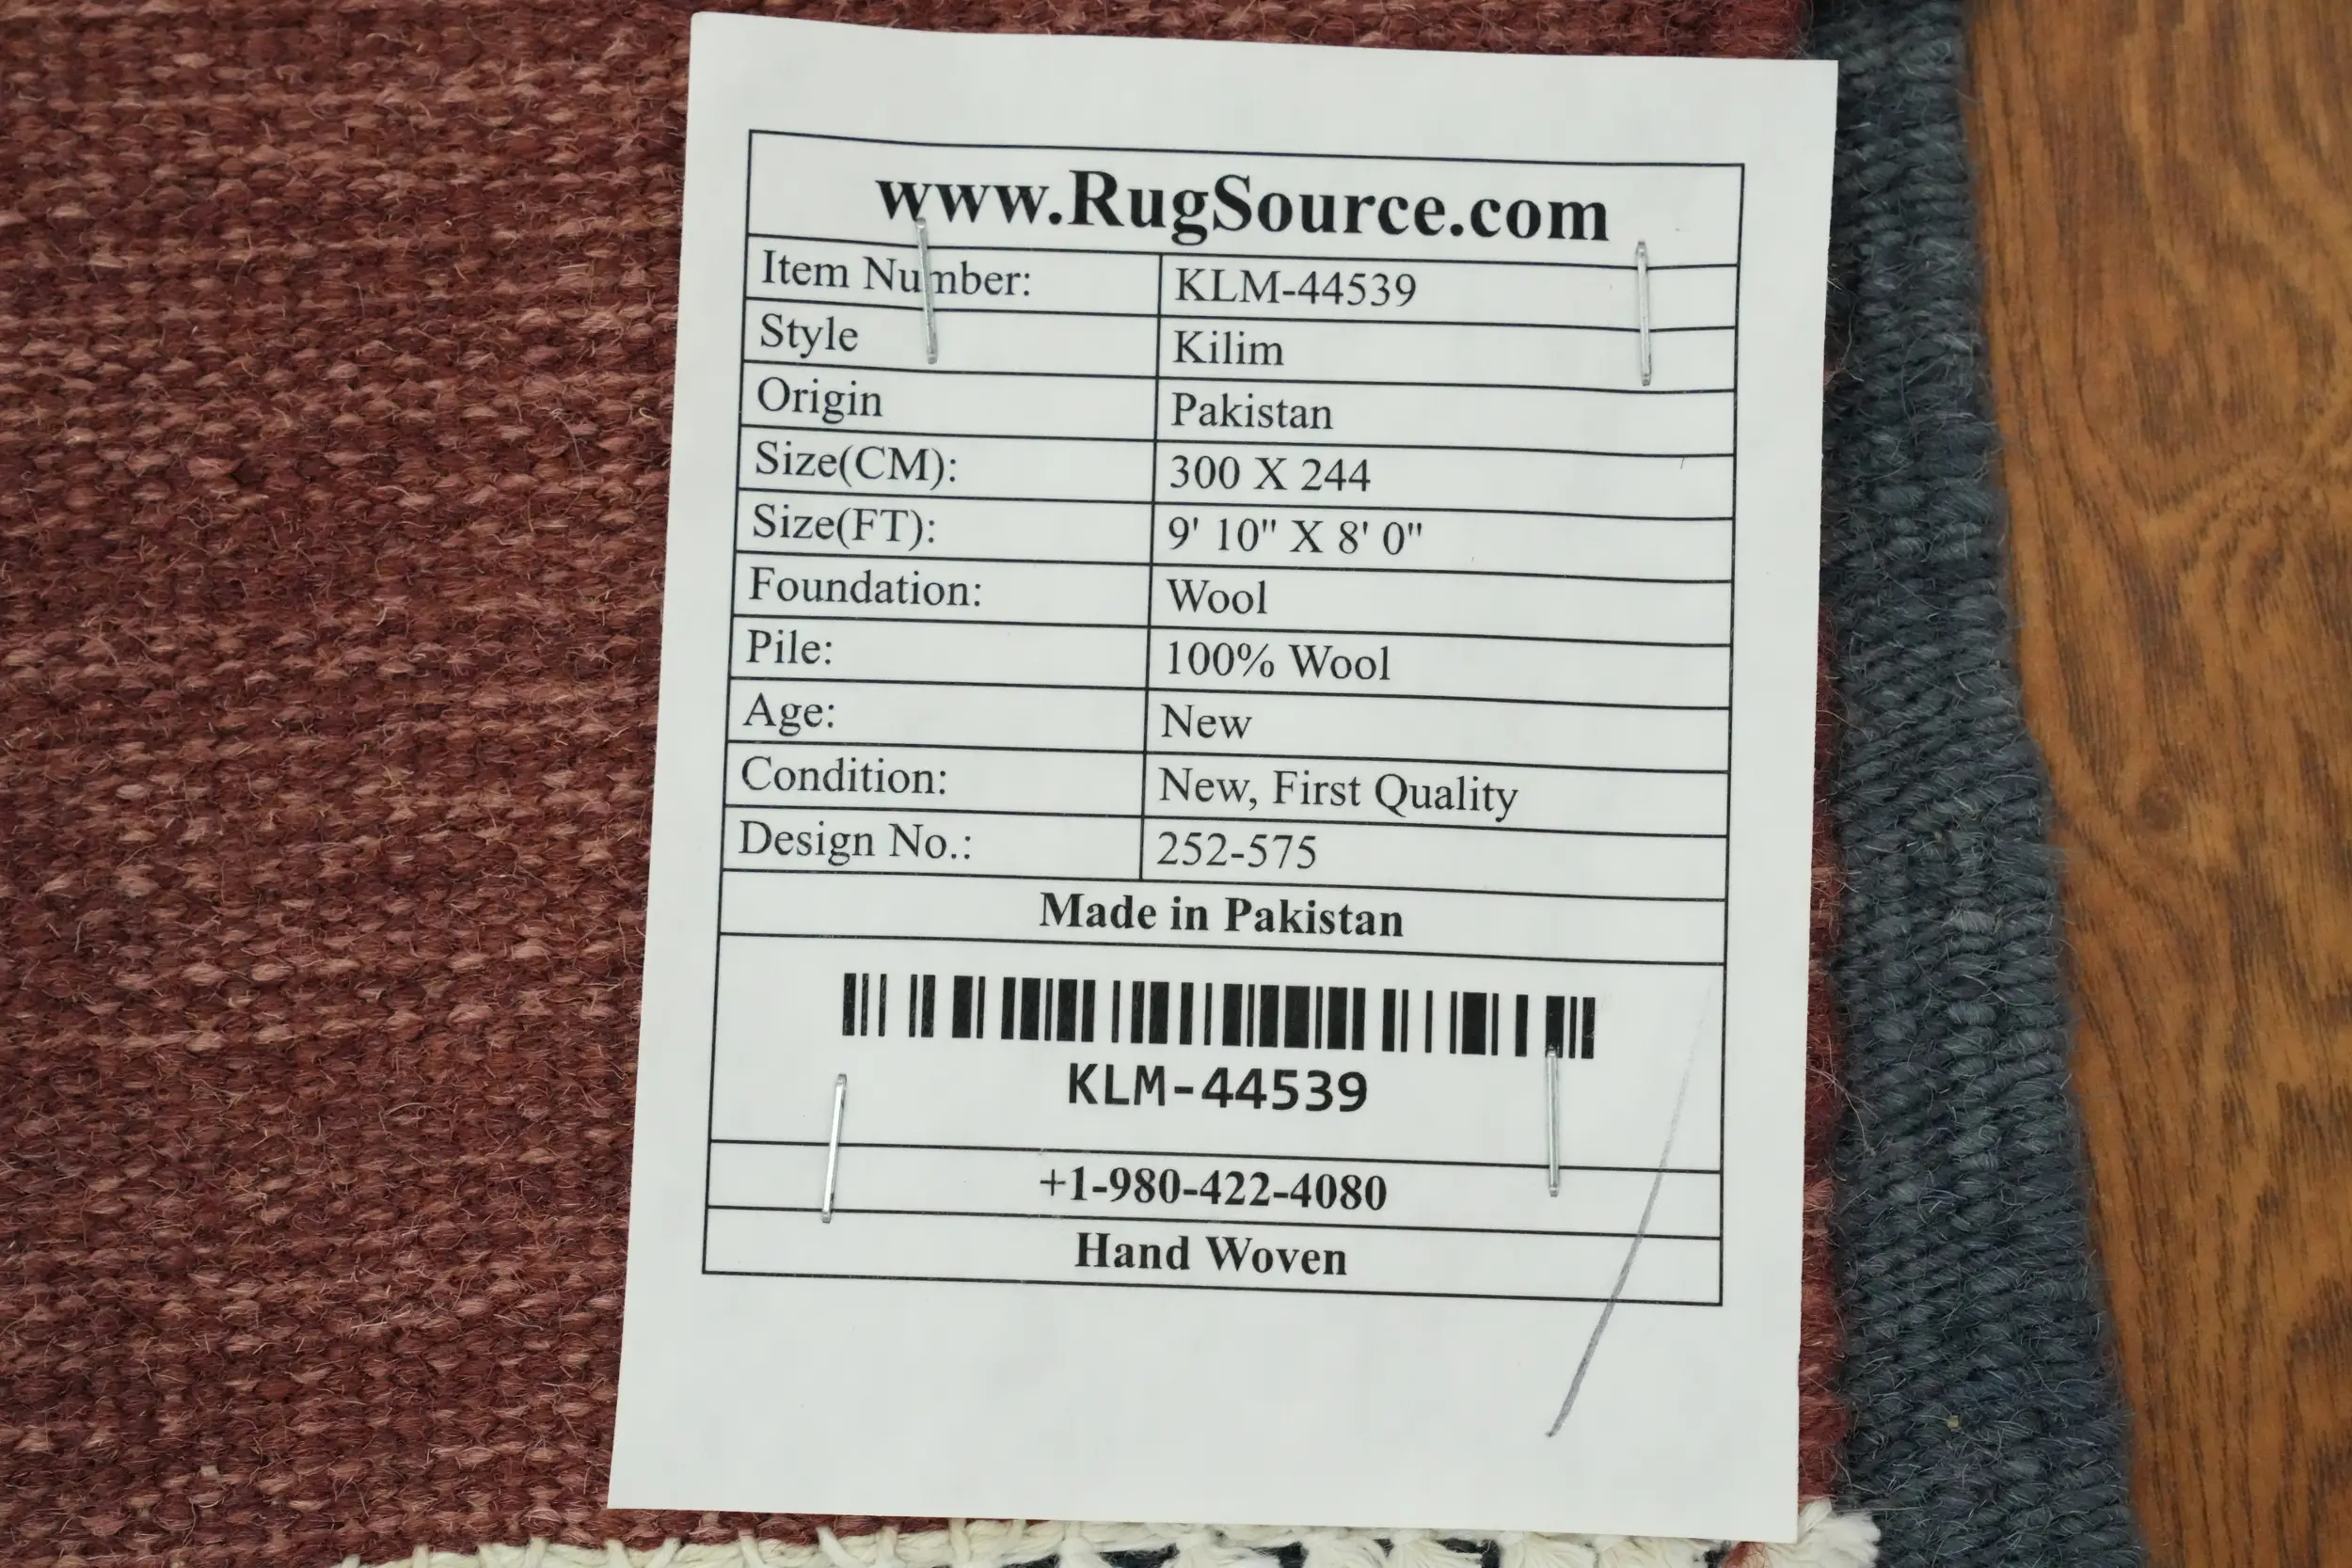 www.RugSource.com
Item Number: KLM-44539
Style Kilim
Origin Pakistan
Size(CM): 300 X 244
Size(FT): 9' 10" X 8' 0"
Foundation: Wool
Pile: 100% Wool
Age: New
Condition: New, First Quality
Design No.: 252-575
Made in Pakistan
KLM-44539
+1-980-422-4080
Hand Woven